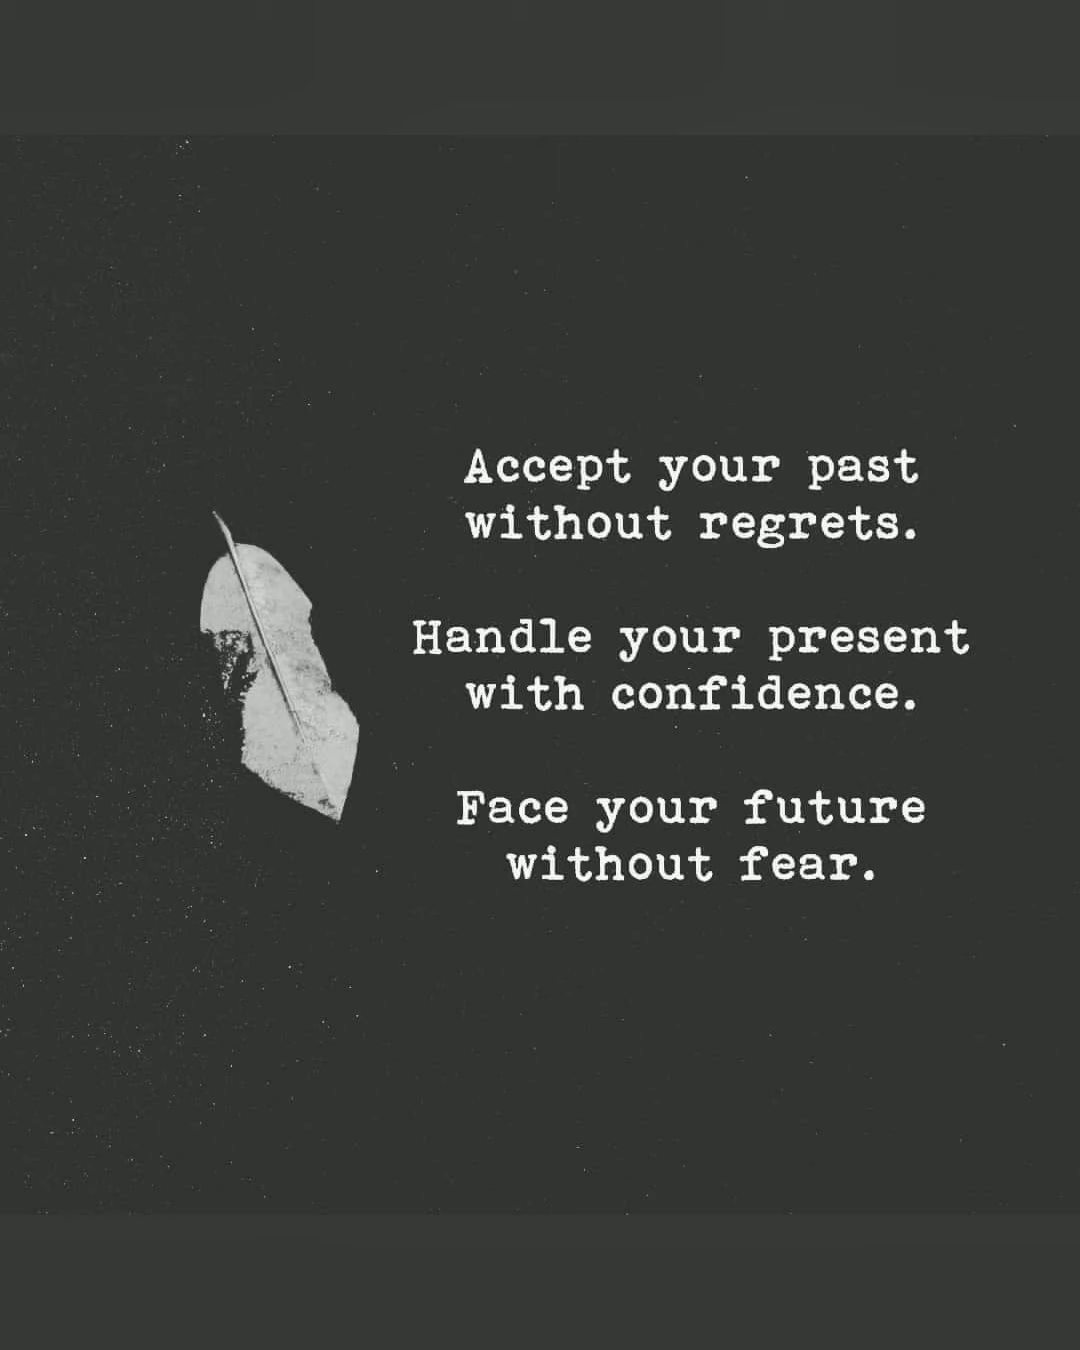 Accept your past
without regrets.
Handle your present
with confidence.
Face your future
without fear.